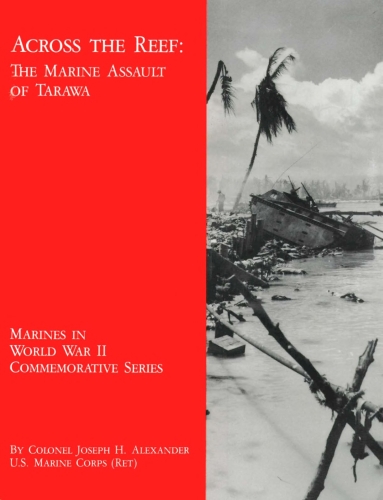 ACROSS THE REEF:
THE MARINE ASSAULT
OF TARAWA
MARINES IN
WORLD WAR II
COMMEMORATIVE SERIES
BY COLONEL JOSEPH H. ALEXANDER
U.S. MARINE CORPS (RET)